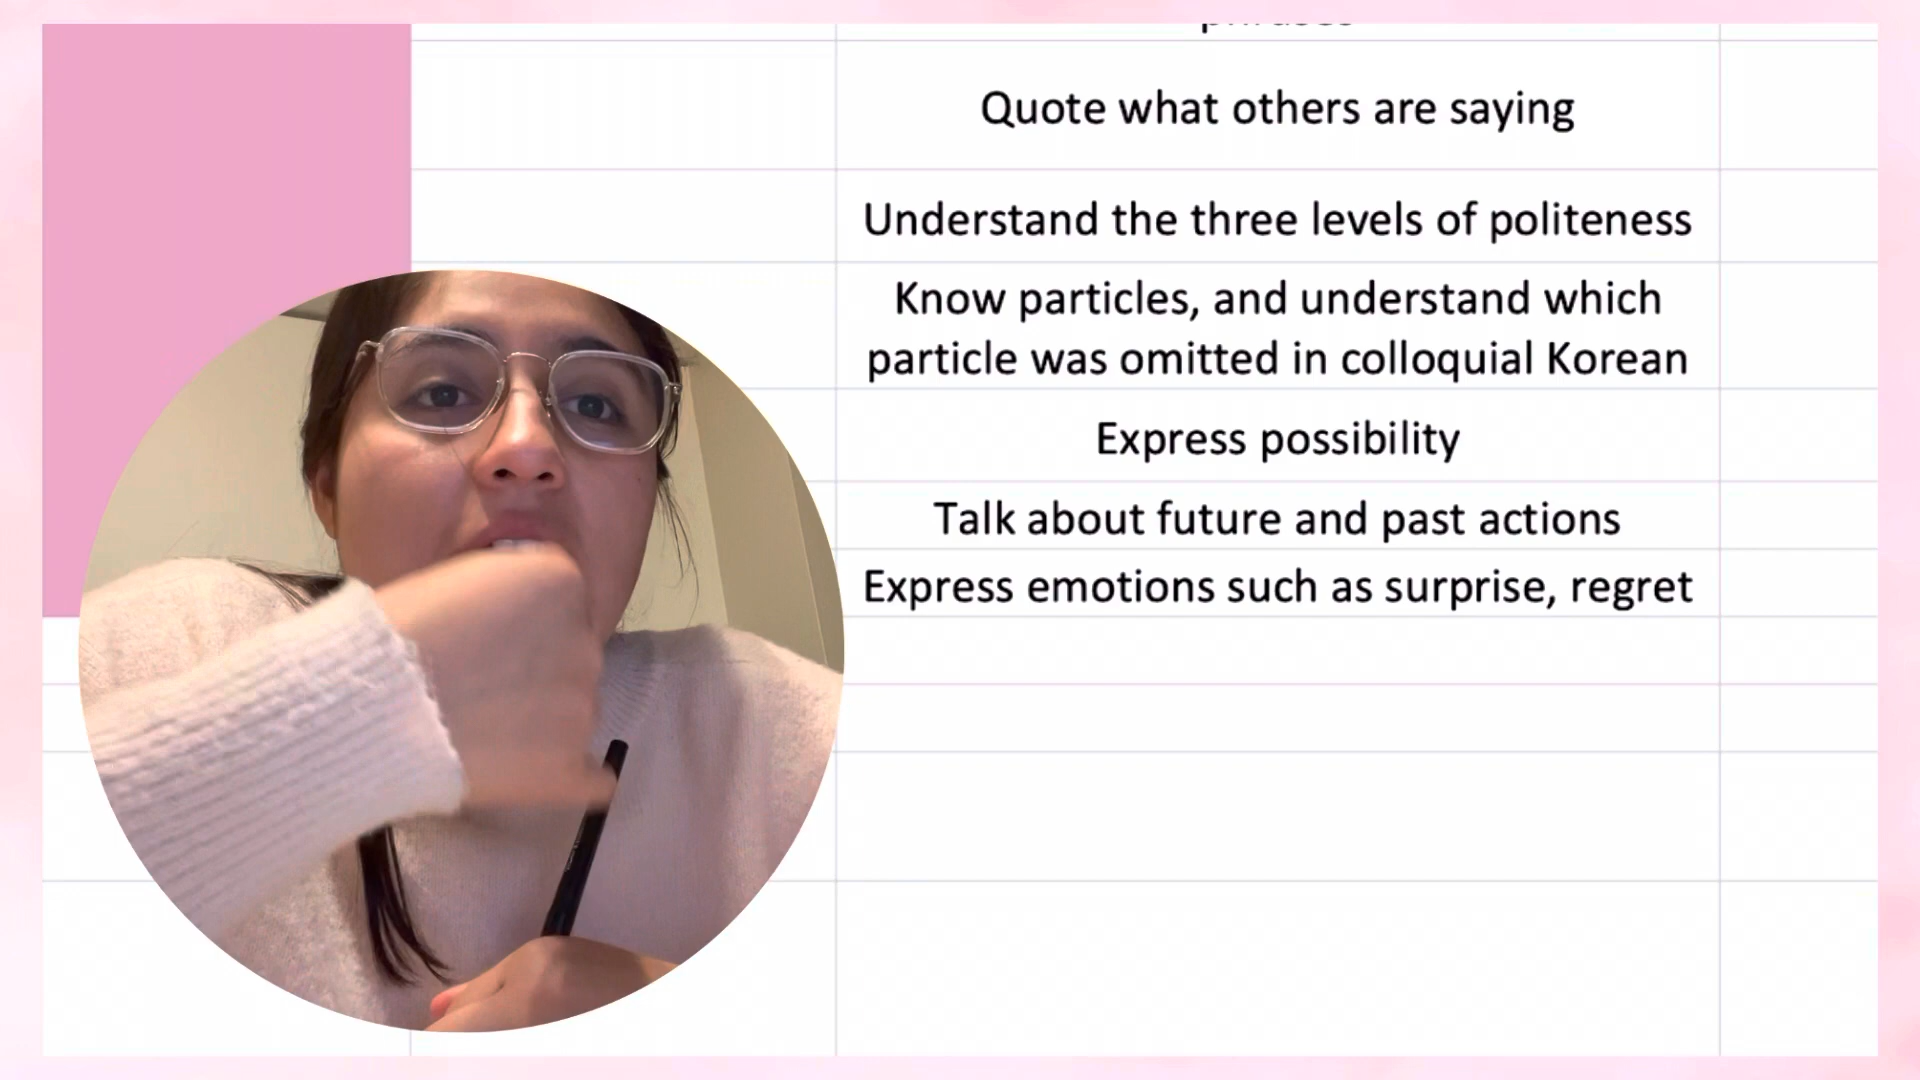 Quote what others are saying
Understand the three levels of politeness
Know particles, and understand which
particle was omitted in colloquial Korean
Express possibility
Talk about future and past actions
Express emotions such as surprise, regret